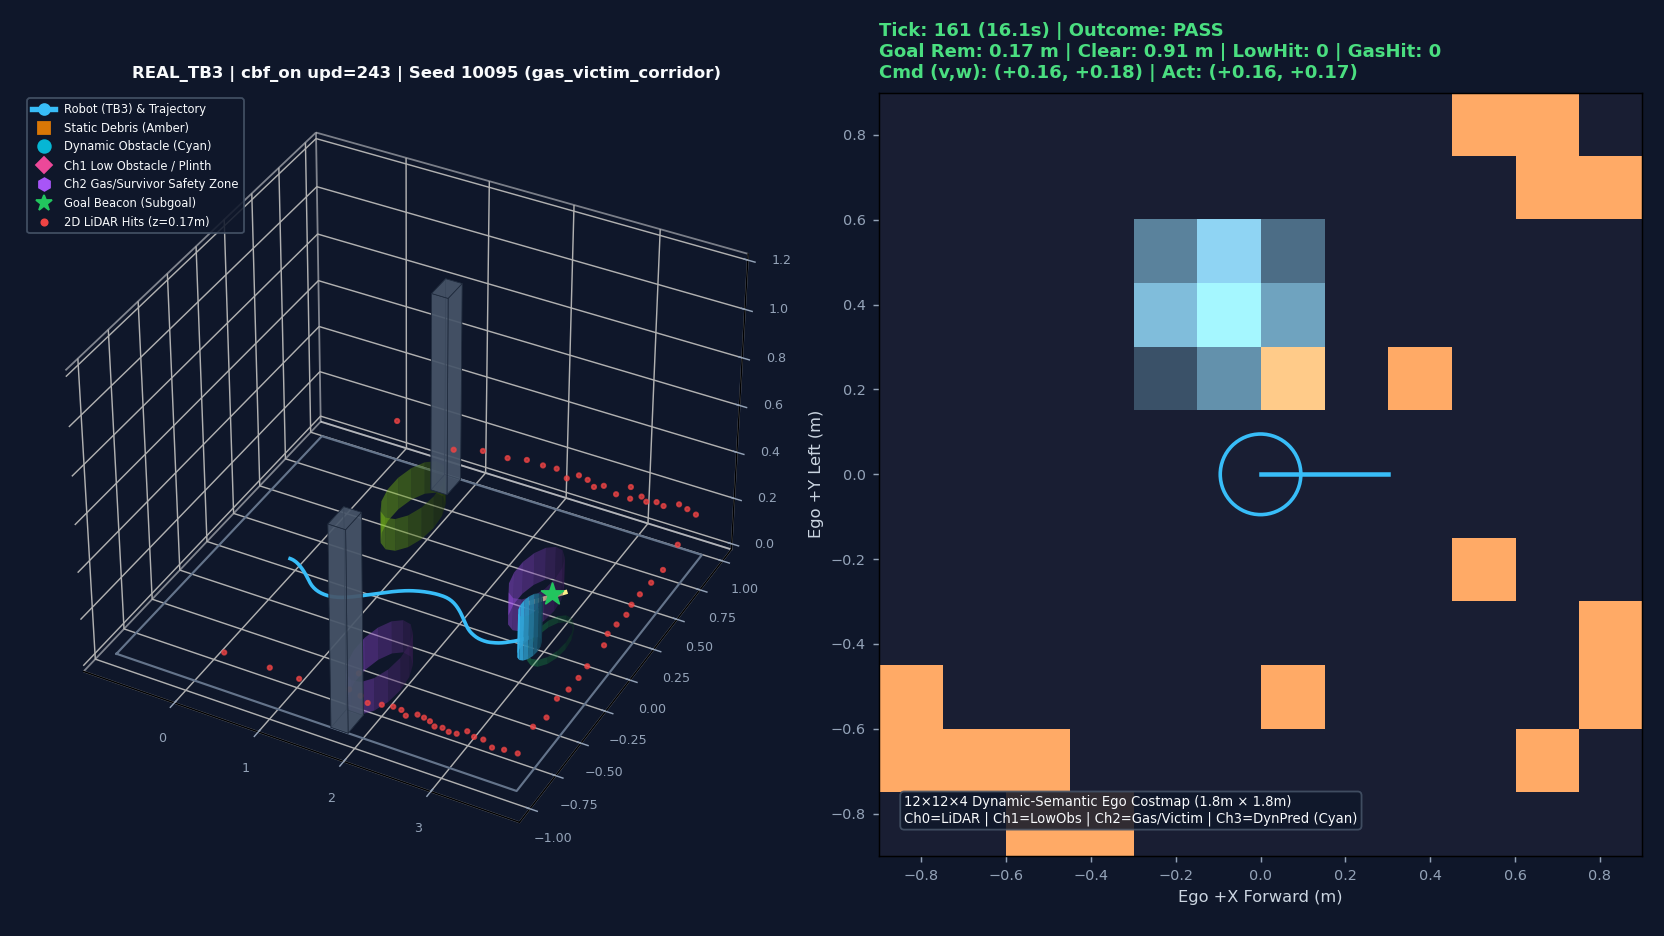 REAL_TB3 | cbf_on upd=243 | Seed 10095 (gas_victim_corridor)
Robot (TB3) & Trajectory
Static Debris (Amber)
Dynamic Obstacle (Cyan)
Ch1 Low Obstacle / Plinth
Ch2 Gas/Survivor Safety Zone
Goal Beacon (Subgoal)
2D LiDAR Hits (z=0.17m)
1.2
1.0
0.8
0.6
0.4
0.2
0.0
1.00
0.75
0.50
0.25
0.00
−0.25
−0.50
−0.75
−1.00
0
1
2
3
Tick: 161 (16.1s) | Outcome: PASS
Goal Rem: 0.17 m | Clear: 0.91 m | LowHit: 0 | GasHit: 0
Cmd (v,w): (+0.16, +0.18) | Act: (+0.16, +0.17)
Ego +Y Left (m)
0.8
0.6
0.4
0.2
0.0
−0.2
−0.4
−0.6
−0.8
12×12×4 Dynamic-Semantic Ego Costmap (1.8m × 1.8m)
Ch0=LiDAR | Ch1=LowObs | Ch2=Gas/Victim | Ch3=DynPred (Cyan)
−0.8 −0.6 −0.4 −0.2 0.0 0.2 0.4 0.6 0.8
Ego +X Forward (m)